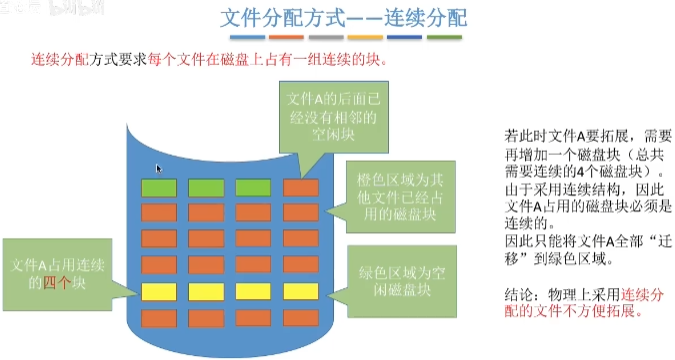 文件分配方式——连续分配
连续分配方式要求每个文件在磁盘上占有一组连续的块。
文件A的后面已
经没有相邻的
空闲块
橙色区域为其
他文件已经占
用的磁盘块
文件A占用连续
的四个块
绿色区域为空
闲磁盘块
若此时文件A要拓展，需要
再增加一个磁盘块（总共
需要连续的4个磁盘块）。
由于采用连续结构，因此
文件A占用的磁盘块必须是
连续的。
因此只能将文件A全部“迁
移”到绿色区域。
结论：物理上采用连续分
配的文件不方便拓展。